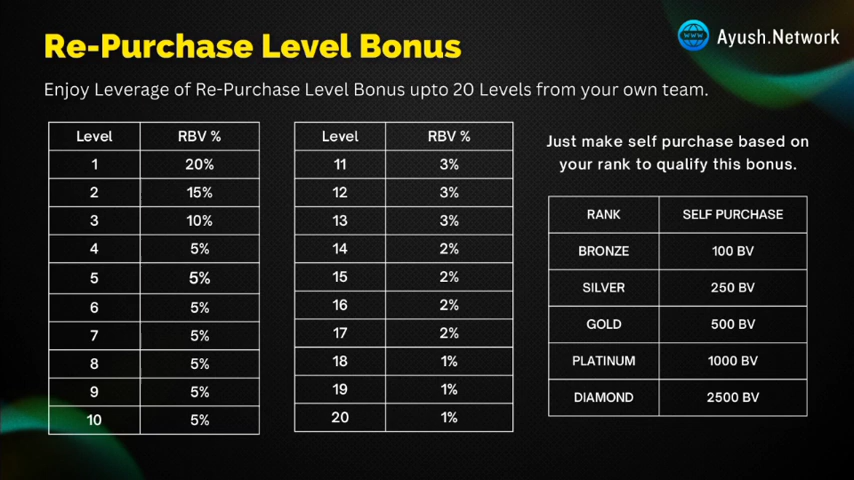 Re-Purchase Level Bonus
Ayush.Network
Enjoy Leverage of Re-Purchase Level Bonus upto 20 Levels from your own team.
Level RBV %
1 20%
2 15%
3 10%
4 5%
5 5%
6 5%
7 5%
8 5%
9 5%
10 5%
Level RBV %
11 3%
12 3%
13 3%
14 2%
15 2%
16 2%
17 2%
18 1%
19 1%
20 1%
Just make self purchase based on
your rank to qualify this bonus.
RANK SELF PURCHASE
BRONZE 100 BV
SILVER 250 BV
GOLD 500 BV
PLATINUM 1000 BV
DIAMOND 2500 BV